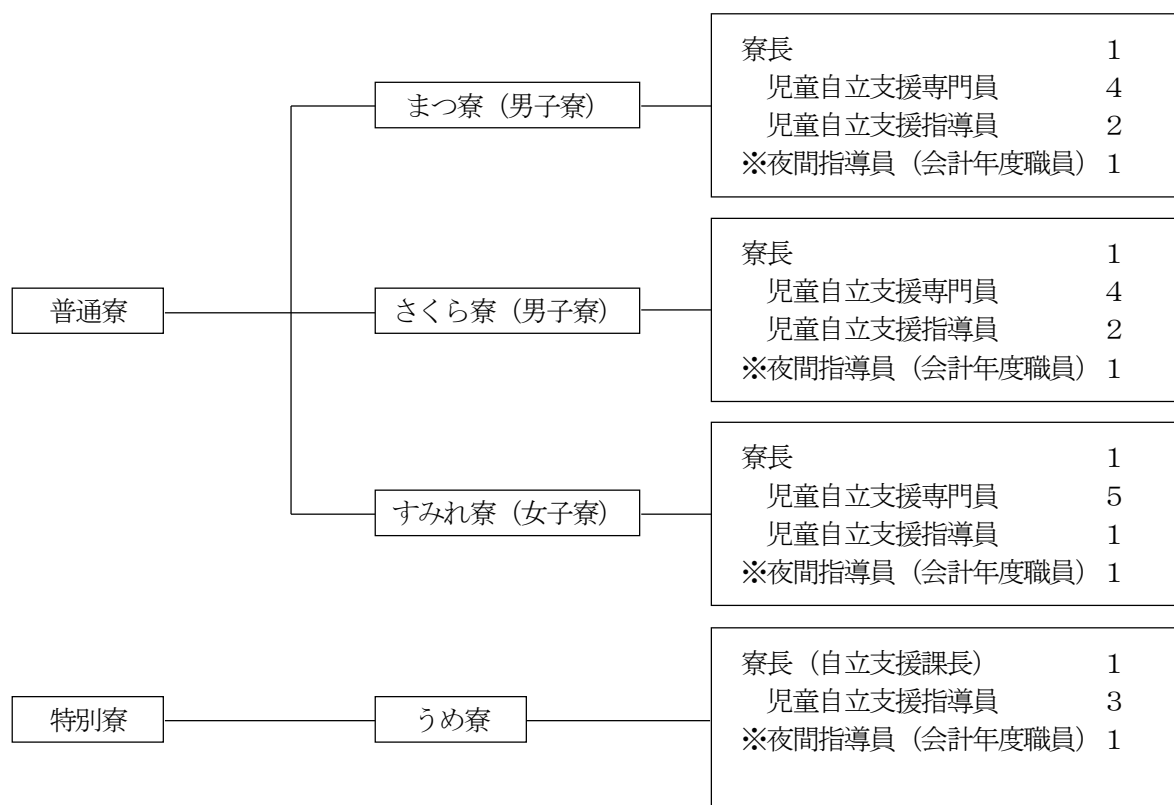 普通寮
まつ寮（男子寮）
寮長 1
児童自立支援専門員 4
児童自立支援指導員 2
※夜間指導員（会計年度職員） 1
さくら寮（男子寮）
寮長 1
児童自立支援専門員 4
児童自立支援指導員 2
※夜間指導員（会計年度職員） 1
すみれ寮（女子寮）
寮長 1
児童自立支援専門員 5
児童自立支援指導員 1
※夜間指導員（会計年度職員） 1
特別寮
うめ寮
寮長（自立支援課長） 1
児童自立支援指導員 3
※夜間指導員（会計年度職員） 1